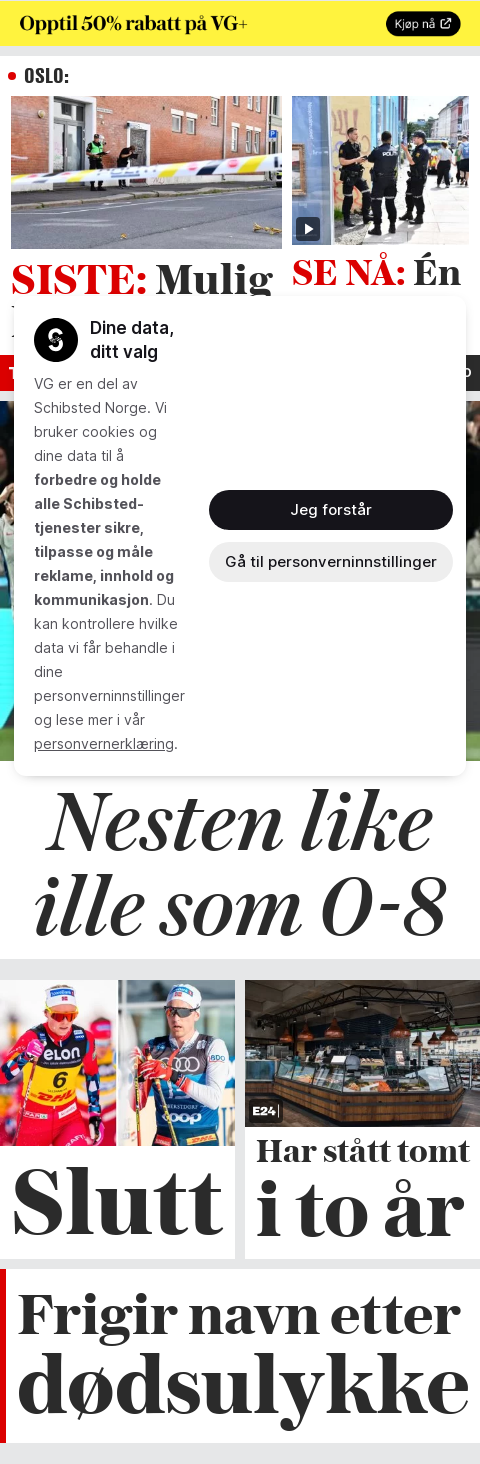 Opptil 50% rabatt på VG+
Kjøp nå
OSLO:
SISTE: Mulig
SE NÅ: Én
Dine data,
ditt valg
VG er en del av
Schibsted Norge. Vi
bruker cookies og
dine data til å
forbedre og holde
alle Schibsted-
tjenester sikre,
tilpasse og måle
reklame, innhold og
kommunikasjon. Du
kan kontrollere hvilke
data vi får behandle i
dine
personverninnstillinger
og lese mer i vår
personvernerklæring.
Jeg forstår
Gå til personverninnstillinger
Nesten like
ille som 0-8
elon
6
coop
E24
Slutt
Har stått tomt
i to år
Frigir navn etter
dødsulykke